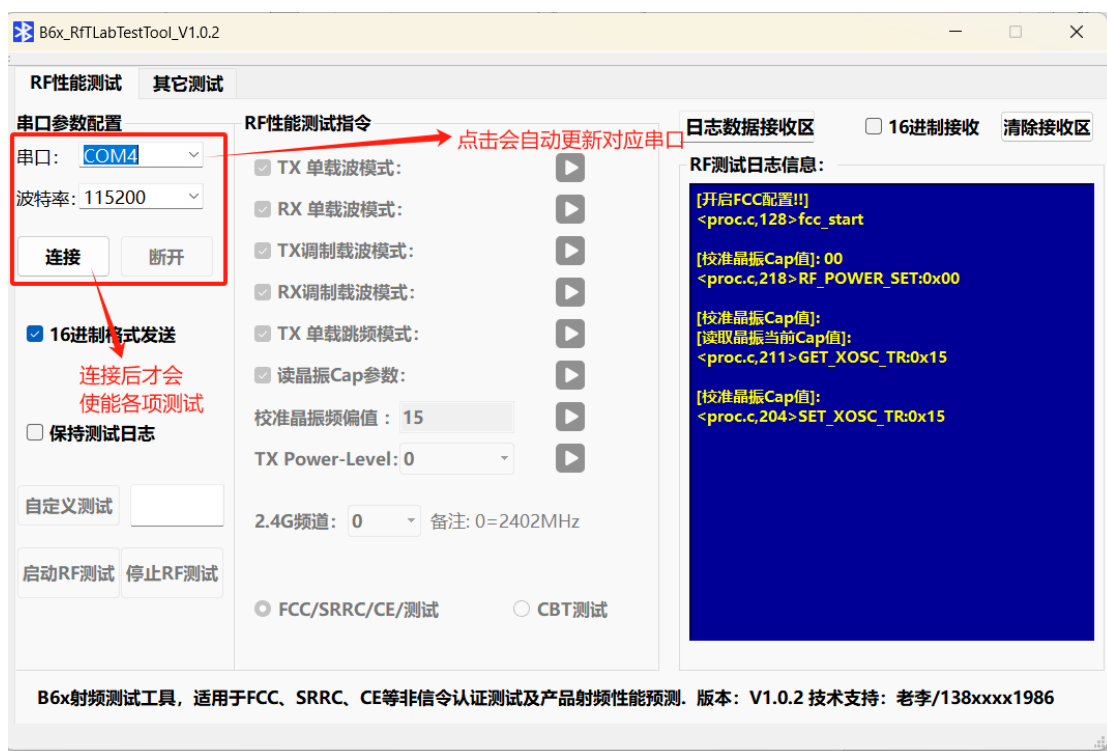 B6x_RfTLabTestTool_V1.0.2
RF性能测试
其它测试
串口参数配置
串口：
COM4
波特率：
115200
连接
断开
16进制格式发送
连接后才会
使能各项测试
保持测试日志
自定义测试
启动RF测试
停止RF测试
RF性能测试指令
点击会自动更新对应串口
TX 单载波模式：
RX 单载波模式：
TX调制载波模式：
RX调制载波模式：
TX 单载跳频模式：
读晶振Cap参数：
校准晶振频偏值：
15
TX Power-Level:
0
2.4G频道：
0
备注: 0=2402MHz
FCC/SRRC/CE/测试
CBT测试
日志数据接收区
16进制接收
清除接收区
RF测试日志信息：
[开启FCC配置!!]
<proc.c,128>fcc_start
[校准晶振Cap值]: 00
<proc.c,218>RF_POWER_SET:0x00
[校准晶振Cap值]:
[读取晶振当前Cap值]:
<proc.c,211>GET_XOSC_TR:0x15
[校准晶振Cap值]:
<proc.c,204>SET_XOSC_TR:0x15
B6x射频测试工具，适用于FCC、SRRC、CE等非信令认证测试及产品射频性能预测. 版本：V1.0.2 技术支持：老李/138xxxx1986